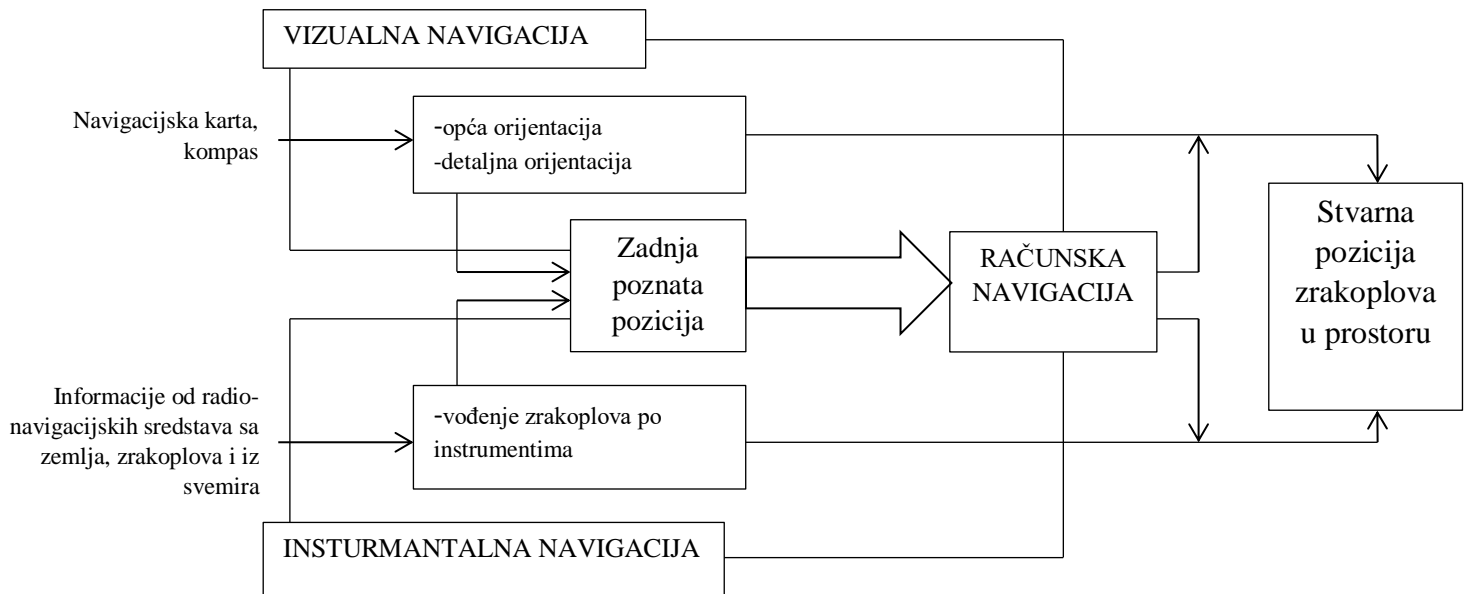 VIZUALNA NAVIGACIJA
Navigacijska karta,
kompas
-opća orijentacija
-detaljna orijentacija
Zadnja
poznata
pozicija
RAČUNSKA
NAVIGACIJA
Stvarna
pozicija
zrakoplova
u prostoru
Informacije od radio-
navigacijskih sredstava sa
zemlja, zrakoplova i iz
svemira
-vođenje zrakoplova po
instrumentima
INSTURMANTALNA NAVIGACIJA